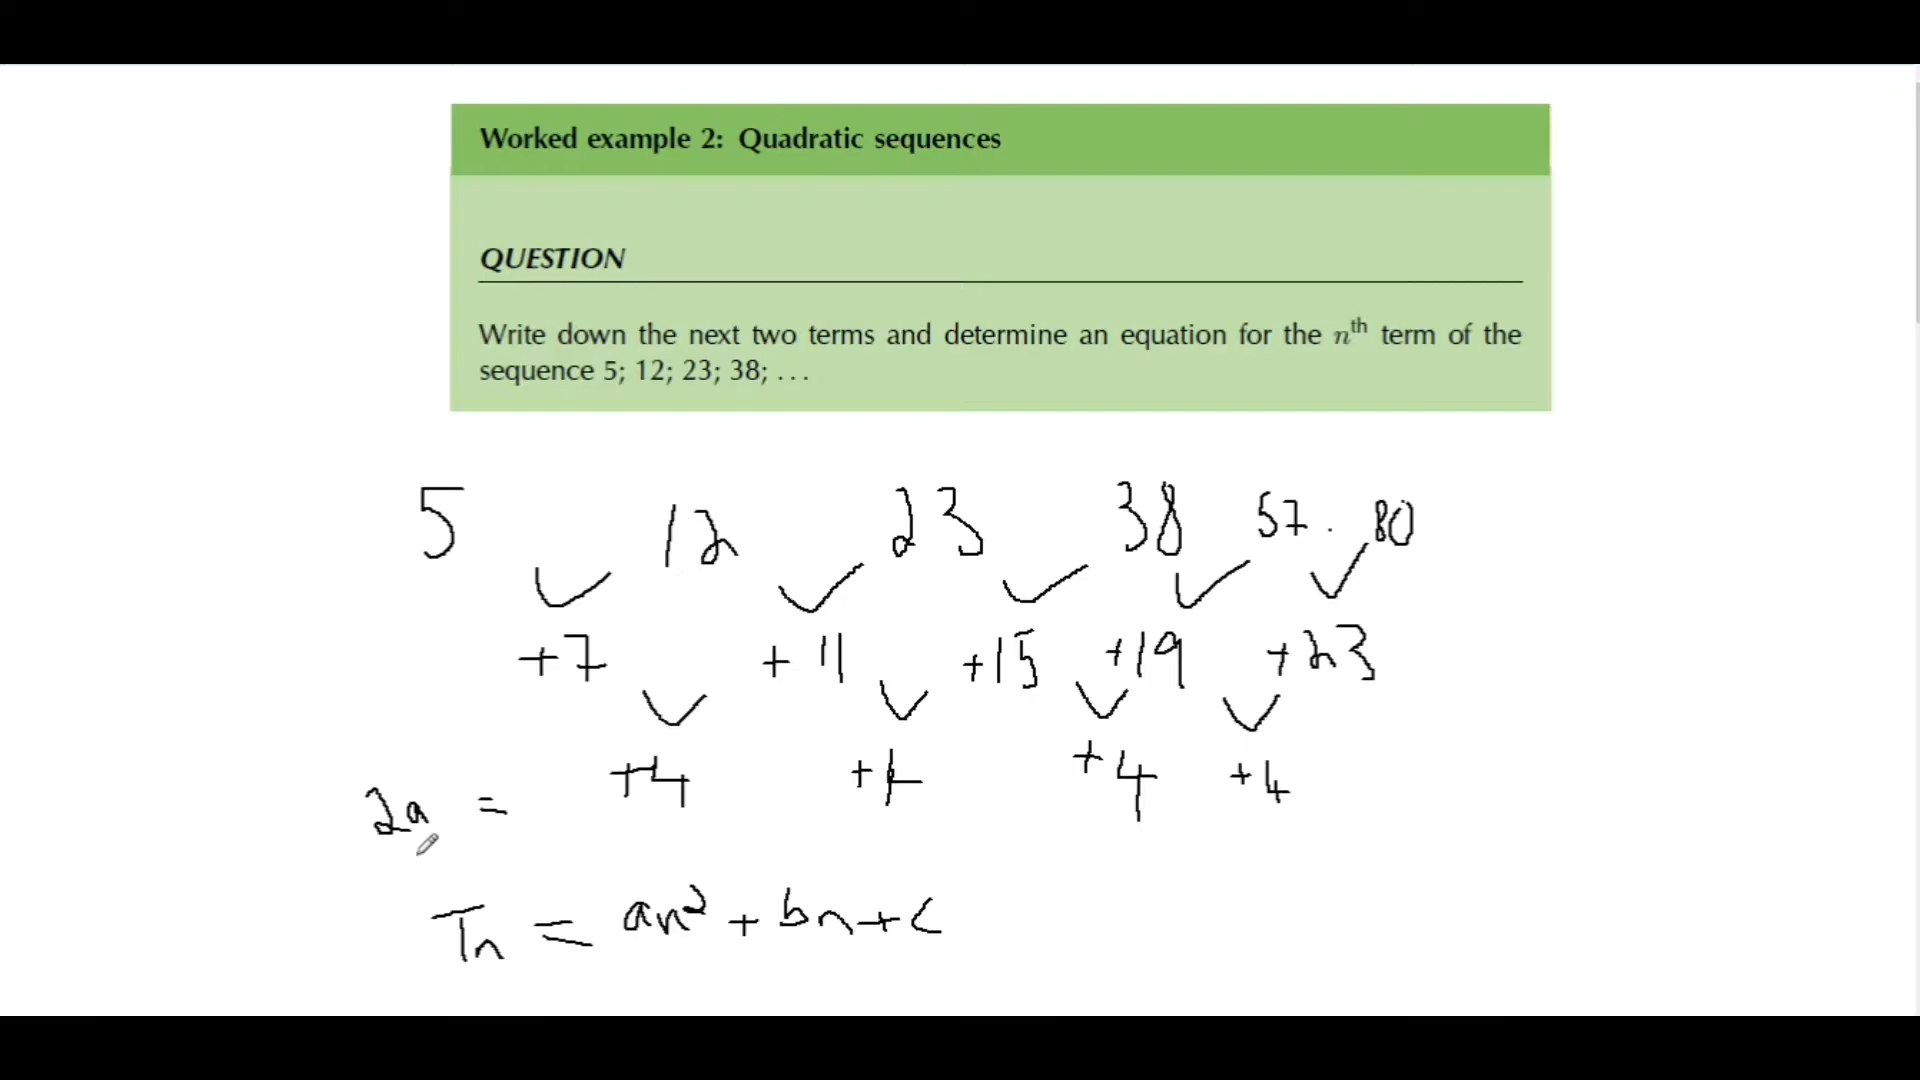 Worked example 2: Quadratic sequences
QUESTION
Write down the next two terms and determine an equation for the nth term of the
sequence 5; 12; 23; 38; ...
5 12 23 38 57 . 80
+7 + 11 +15 +19 +23
+4 +4 +4 +4
2a =
Tn = an² + bn + c